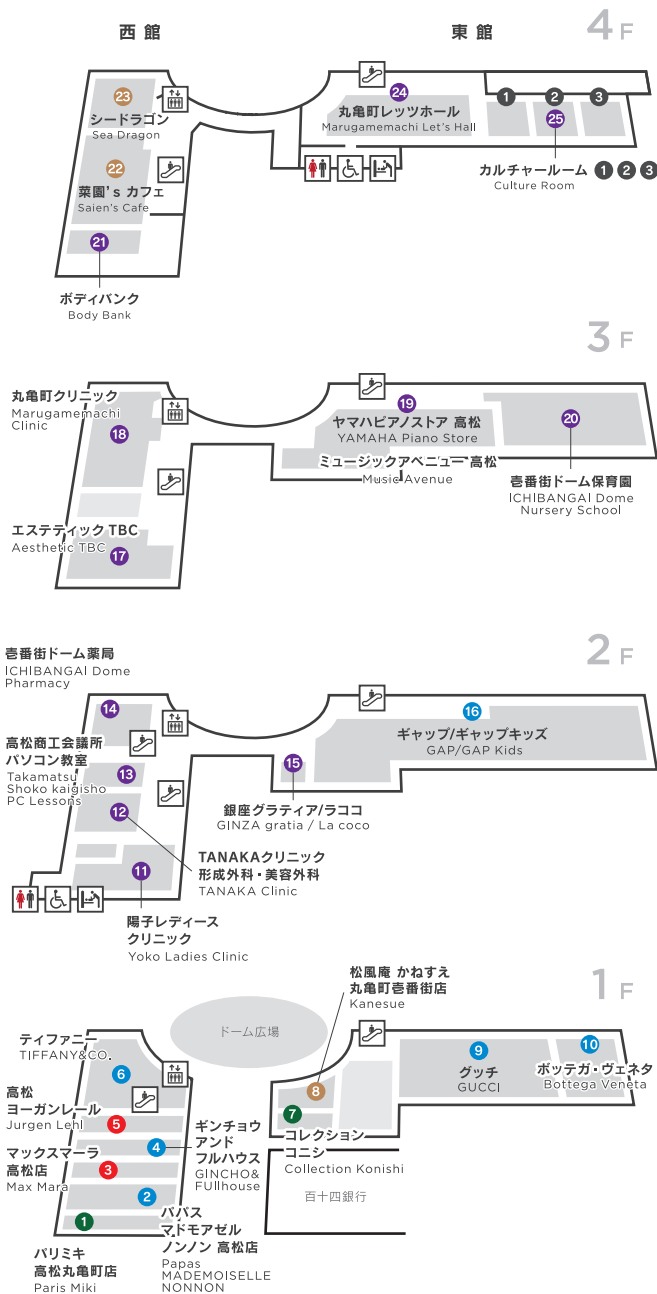 西館
東館
4F
23
シードラゴン
Sea Dragon
22
菜園's カフェ
Saien's Cafe
21
ボディバンク
Body Bank
24
丸亀町レッツホール
Marugamemachi Let's Hall
1
2
3
25
カルチャールーム 1 2 3
Culture Room
3F
丸亀町クリニック
Marugamemachi
Clinic
18
エステティック TBC
Aesthetic TBC
17
19
ヤマハピアノストア 高松
YAMAHA Piano Store
ミュージックアベニュー 高松
Music Avenue
20
壱番街ドーム保育園
ICHIBANGAI Dome
Nursery School
2F
壱番街ドーム薬局
ICHIBANGAI Dome
Pharmacy
14
高松商工会議所
パソコン教室
Takamatsu
Shoko kaigisho
PC Lessons
13
12
TANAKAクリニック
形成外科・美容外科
TANAKA Clinic
11
陽子レディース
クリニック
Yoko Ladies Clinic
15
銀座グラティア/ラココ
GINZA gratia / La coco
16
ギャップ/ギャップキッズ
GAP/GAP Kids
1F
ドーム広場
ティファニー
TIFFANY&CO.
6
高松
ヨーガンレール
Jurgen Lehl
5
マックスマーラ
高松店
Max Mara
3
4
ギンチョウ
アンド
フルハウス
GINCHO&
FUllhouse
2
パパス
マドモアゼル
ノンノン 高松店
Papas
MADEMOISELLE
NONNON
1
パリミキ
高松丸亀町店
Paris Miki
松風庵 かねすえ
丸亀町壱番街店
Kanesue
8
7
コレクション
コニシ
Collection Konishi
百十四銀行
9
グッチ
GUCCI
10
ボッテガ・ヴェネタ
Bottega Veneta